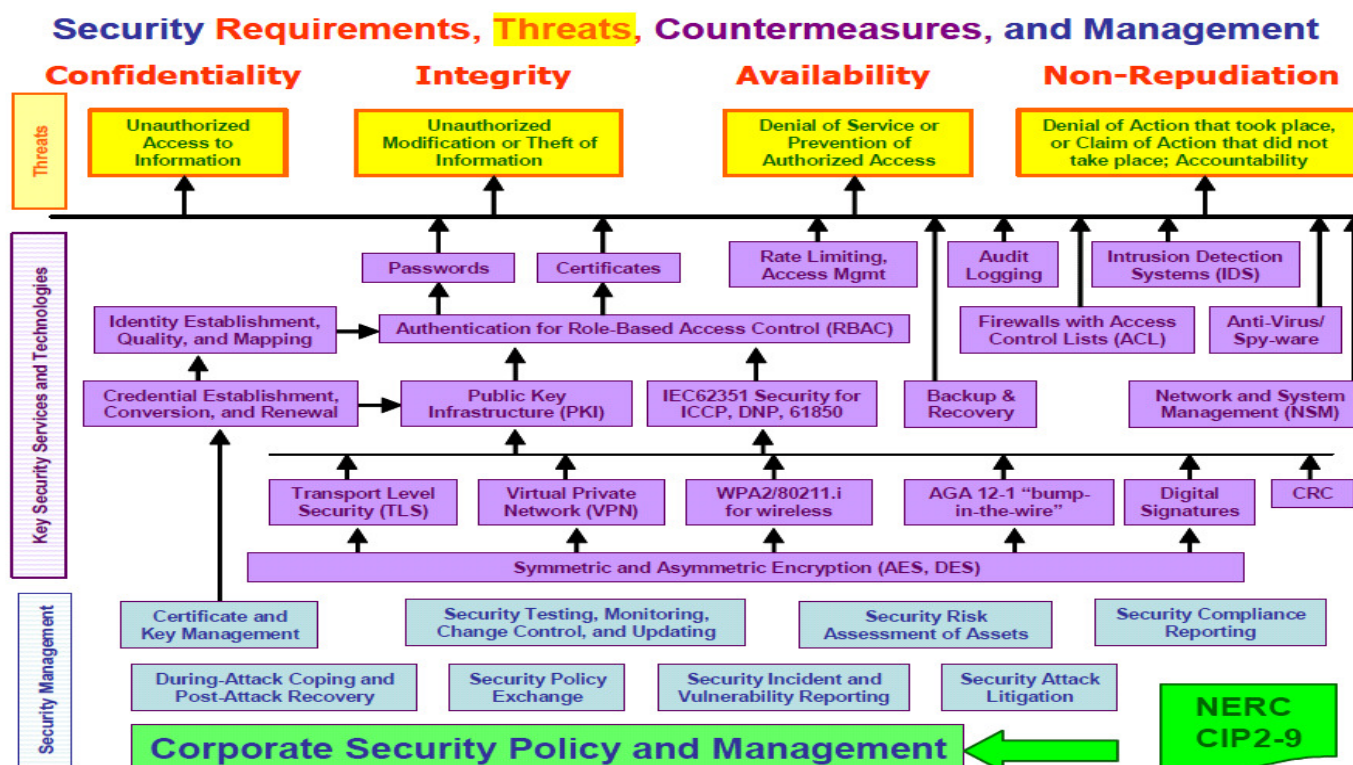 Security Requirements, Threats, Countermeasures, and Management
Confidentiality
Integrity
Availability
Non-Repudiation
Threats
Unauthorized
Access to
Information
Unauthorized
Modification or Theft of
Information
Denial of Service or
Prevention of
Authorized Access
Denial of Action that took place,
or Claim of Action that did not
take place; Accountability
Key Security Services and Technologies
Passwords
Certificates
Rate Limiting,
Access Mgmt
Audit
Logging
Intrusion Detection
Systems (IDS)
Identity Establishment,
Quality, and Mapping
Authentication for Role-Based Access Control (RBAC)
Firewalls with Access
Control Lists (ACL)
Anti-Virus/
Spy-ware
Credential Establishment,
Conversion, and Renewal
Public Key
Infrastructure (PKI)
IEC62351 Security for
ICCP, DNP, 61850
Backup &
Recovery
Network and System
Management (NSM)
Transport Level
Security (TLS)
Virtual Private
Network (VPN)
WPA2/80211.i
for wireless
AGA 12-1 “bump-
in-the-wire”
Digital
Signatures
CRC
Symmetric and Asymmetric Encryption (AES, DES)
Security Management
Certificate and
Key Management
Security Testing, Monitoring,
Change Control, and Updating
Security Risk
Assessment of Assets
Security Compliance
Reporting
During-Attack Coping and
Post-Attack Recovery
Security Policy
Exchange
Security Incident and
Vulnerability Reporting
Security Attack
Litigation
Corporate Security Policy and Management
NERC
CIP2-9